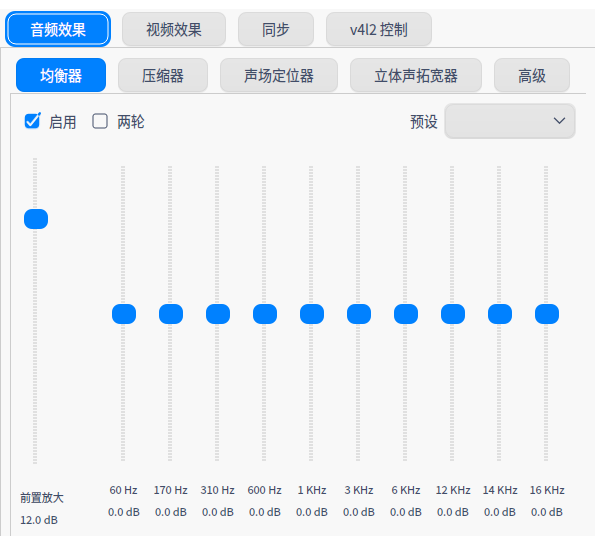 音频效果 视频效果 同步 v4l2 控制
均衡器 压缩器 声场定位器 立体声拓宽器 高级
启用 两轮 预设
前置放大 60 Hz 170 Hz 310 Hz 600 Hz 1 KHz 3 KHz 6 KHz 12 KHz 14 KHz 16 KHz
12.0 dB 0.0 dB 0.0 dB 0.0 dB 0.0 dB 0.0 dB 0.0 dB 0.0 dB 0.0 dB 0.0 dB 0.0 dB